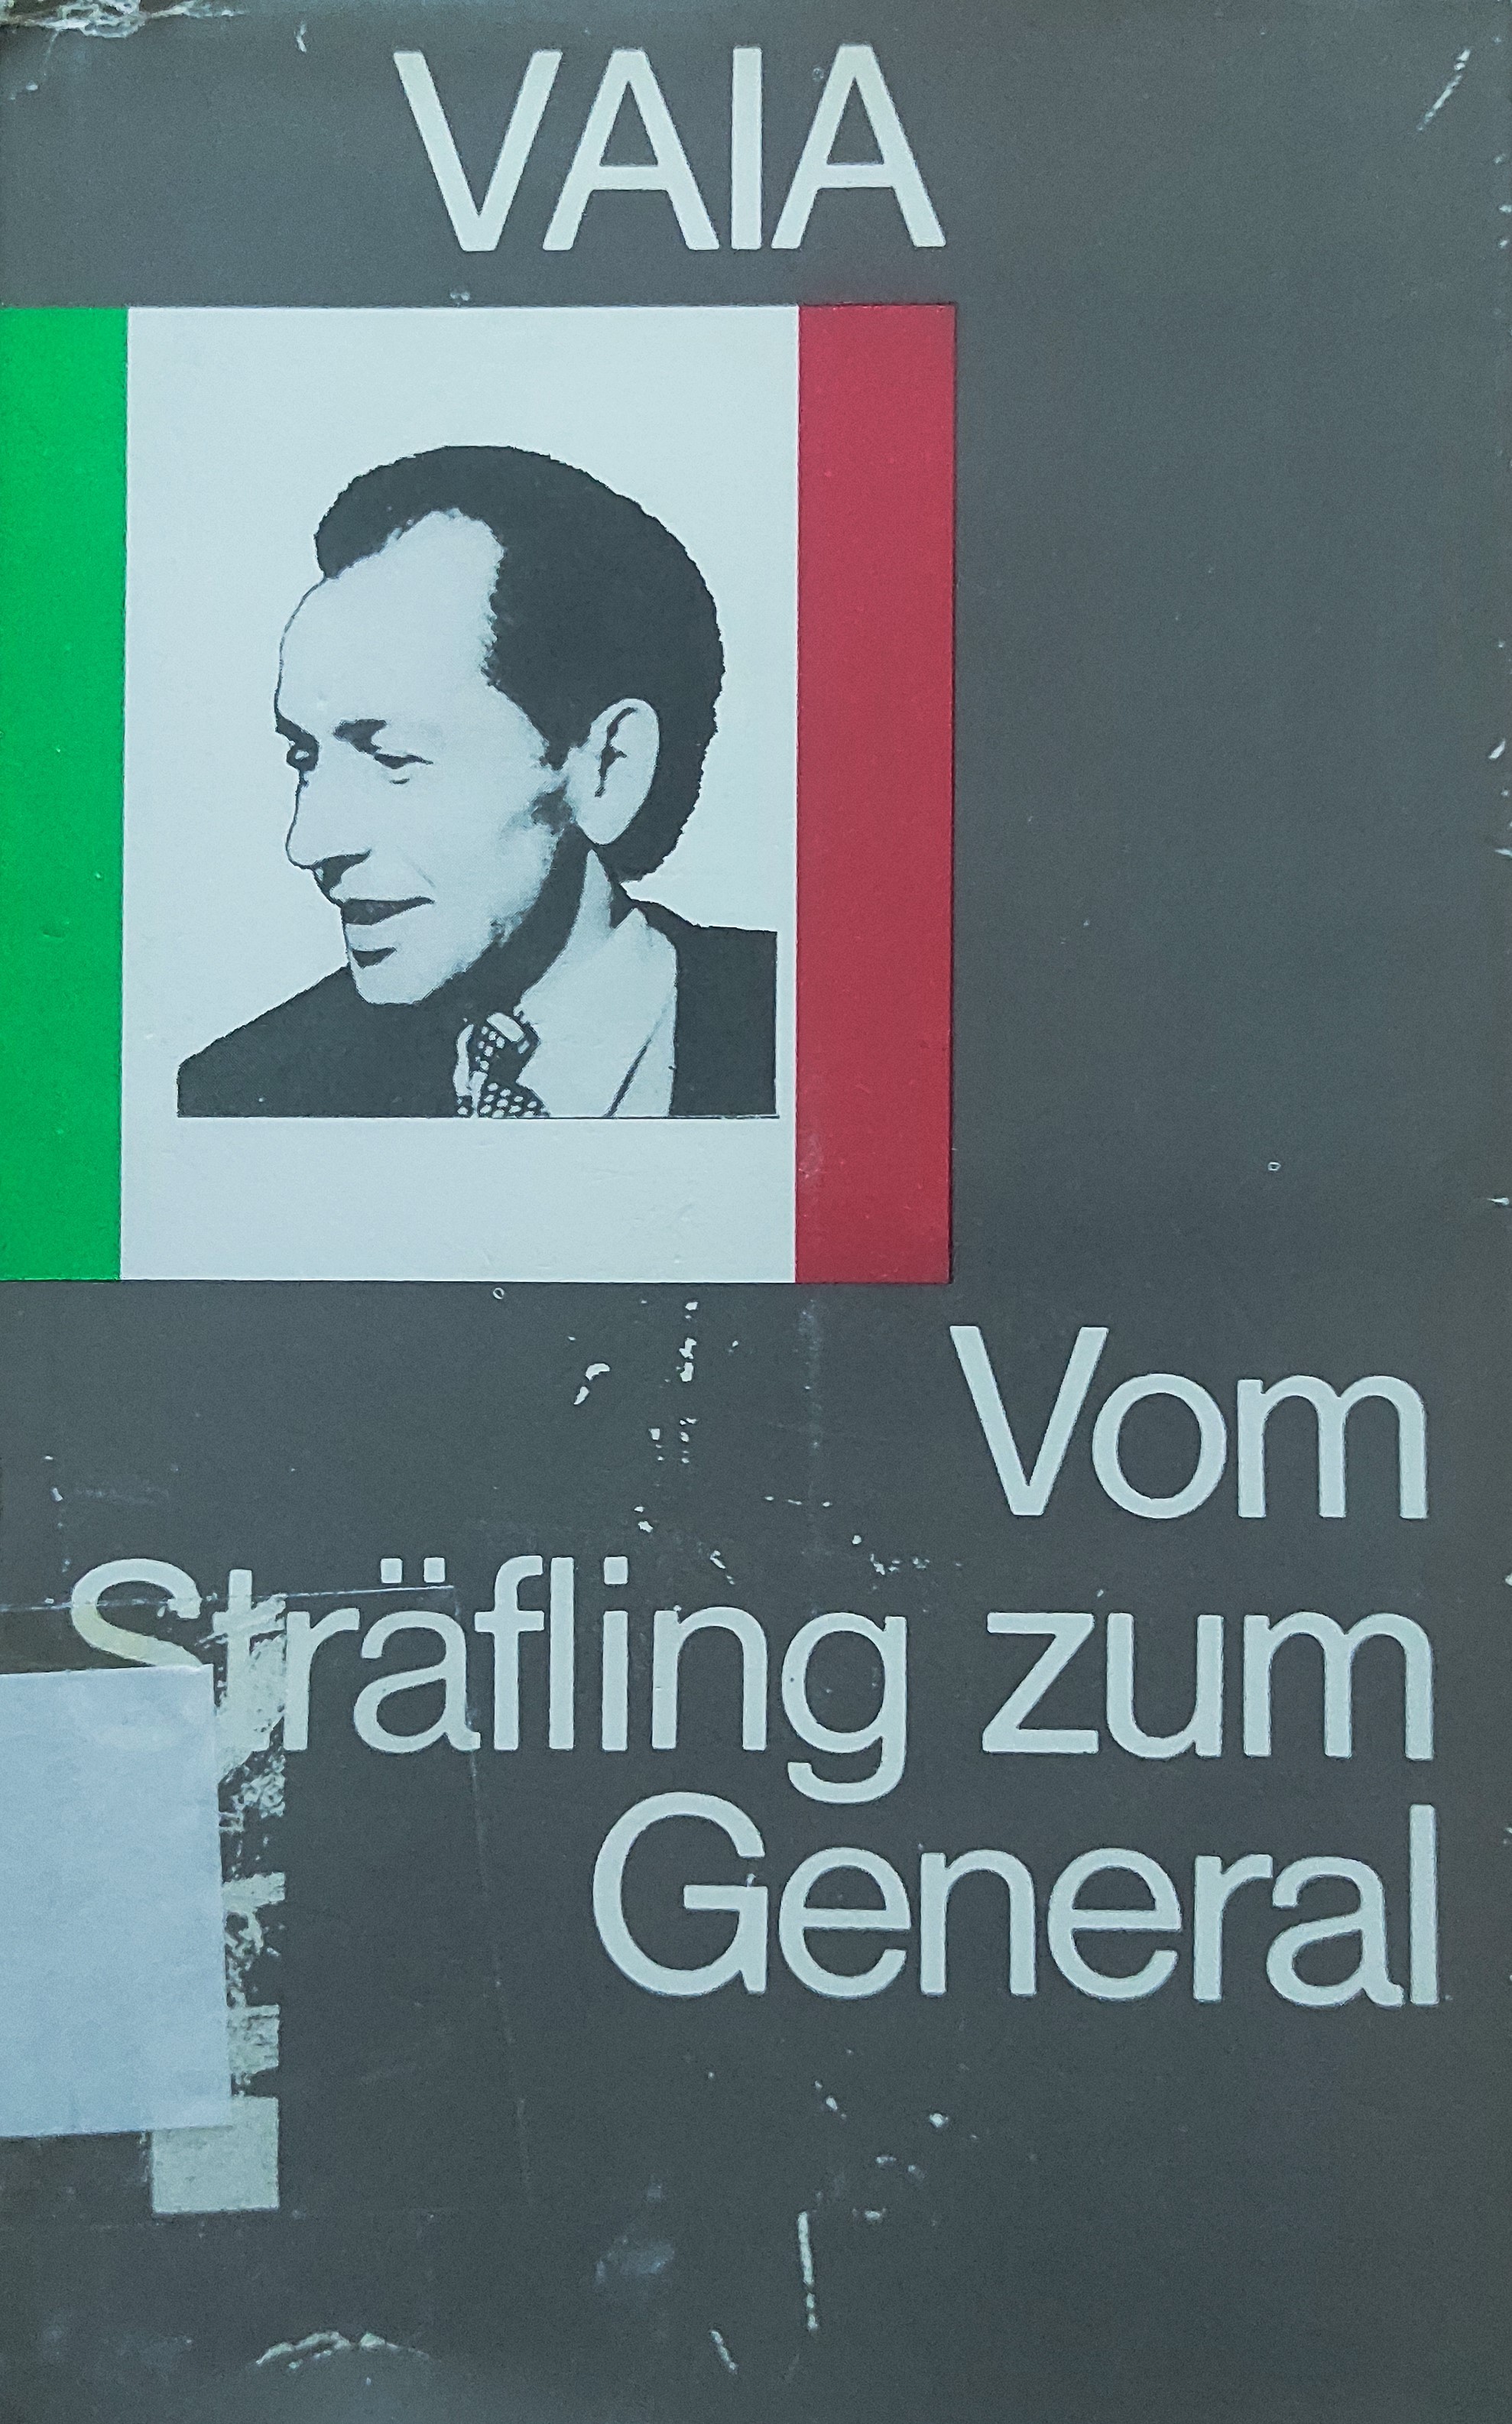 VAIA
Vom
Sträfling zum
General